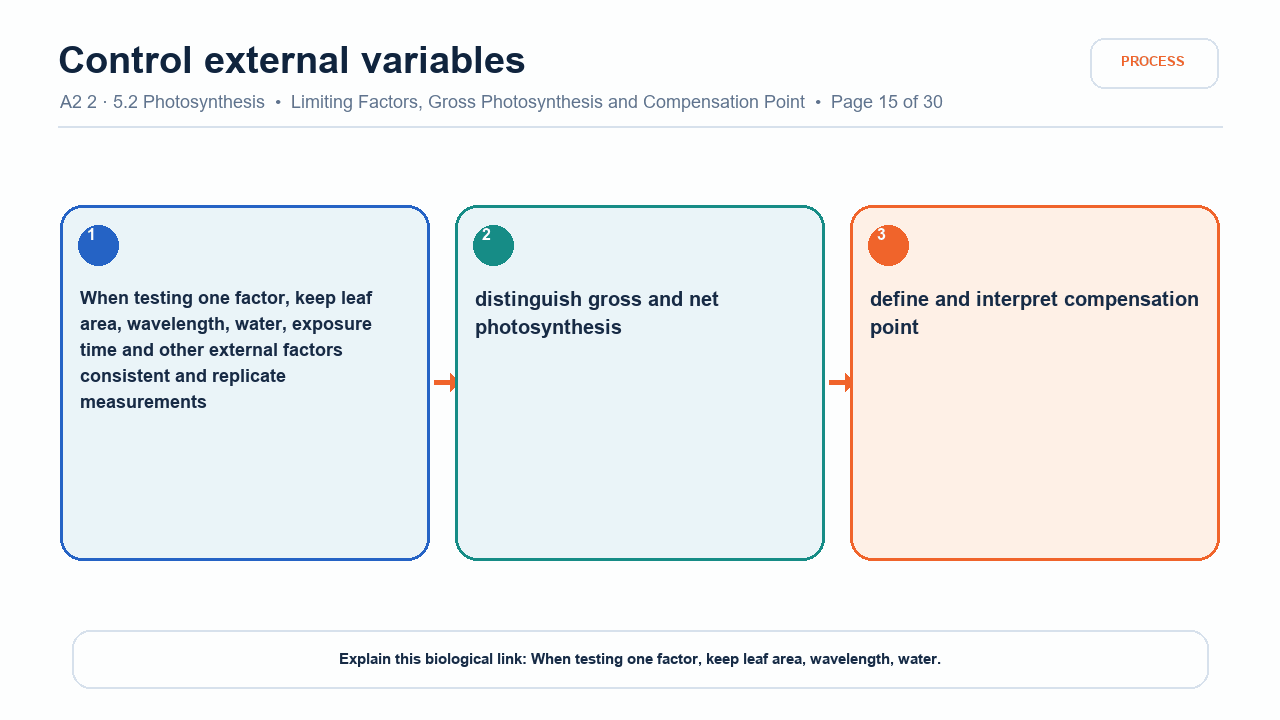 Control external variables
PROCESS
A2 2 · 5.2 Photosynthesis • Limiting Factors, Gross Photosynthesis and Compensation Point • Page 15 of 30
1
When testing one factor, keep leaf
area, wavelength, water, exposure
time and other external factors
consistent and replicate
measurements
2
distinguish gross and net
photosynthesis
3
define and interpret compensation
point
Explain this biological link: When testing one factor, keep leaf area, wavelength, water.